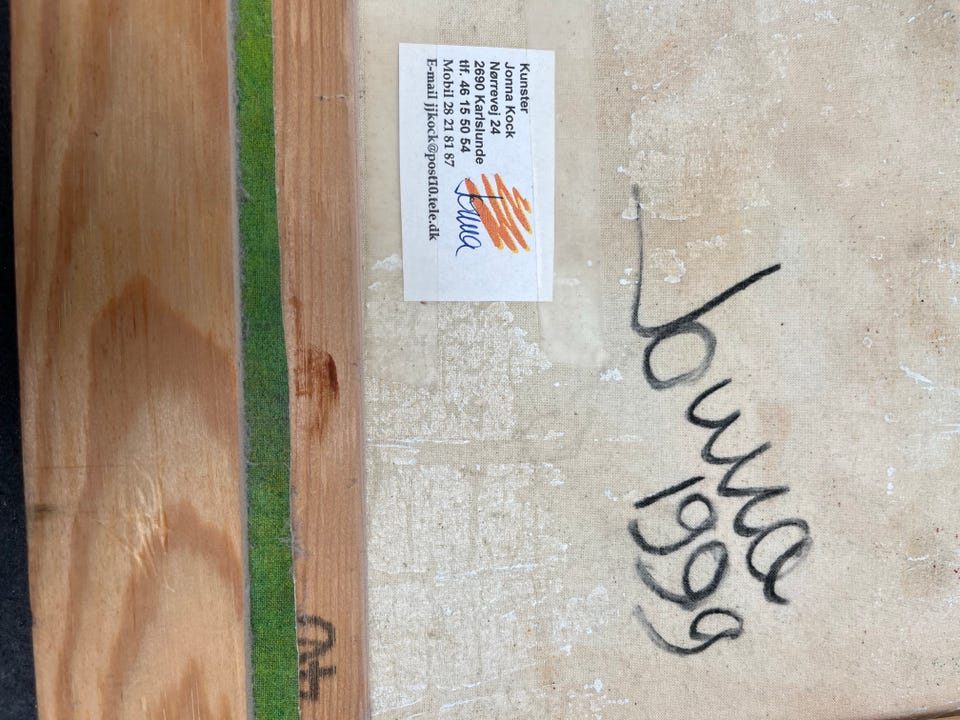 Kunster
Jonna Kock
Nørrevej 24
2690 Karlslunde
tlf. 46 15 50 54
Mobil 28 21 81 87
E-mail jjkock@post10.tele.dk
Jonna
Jonna
1999